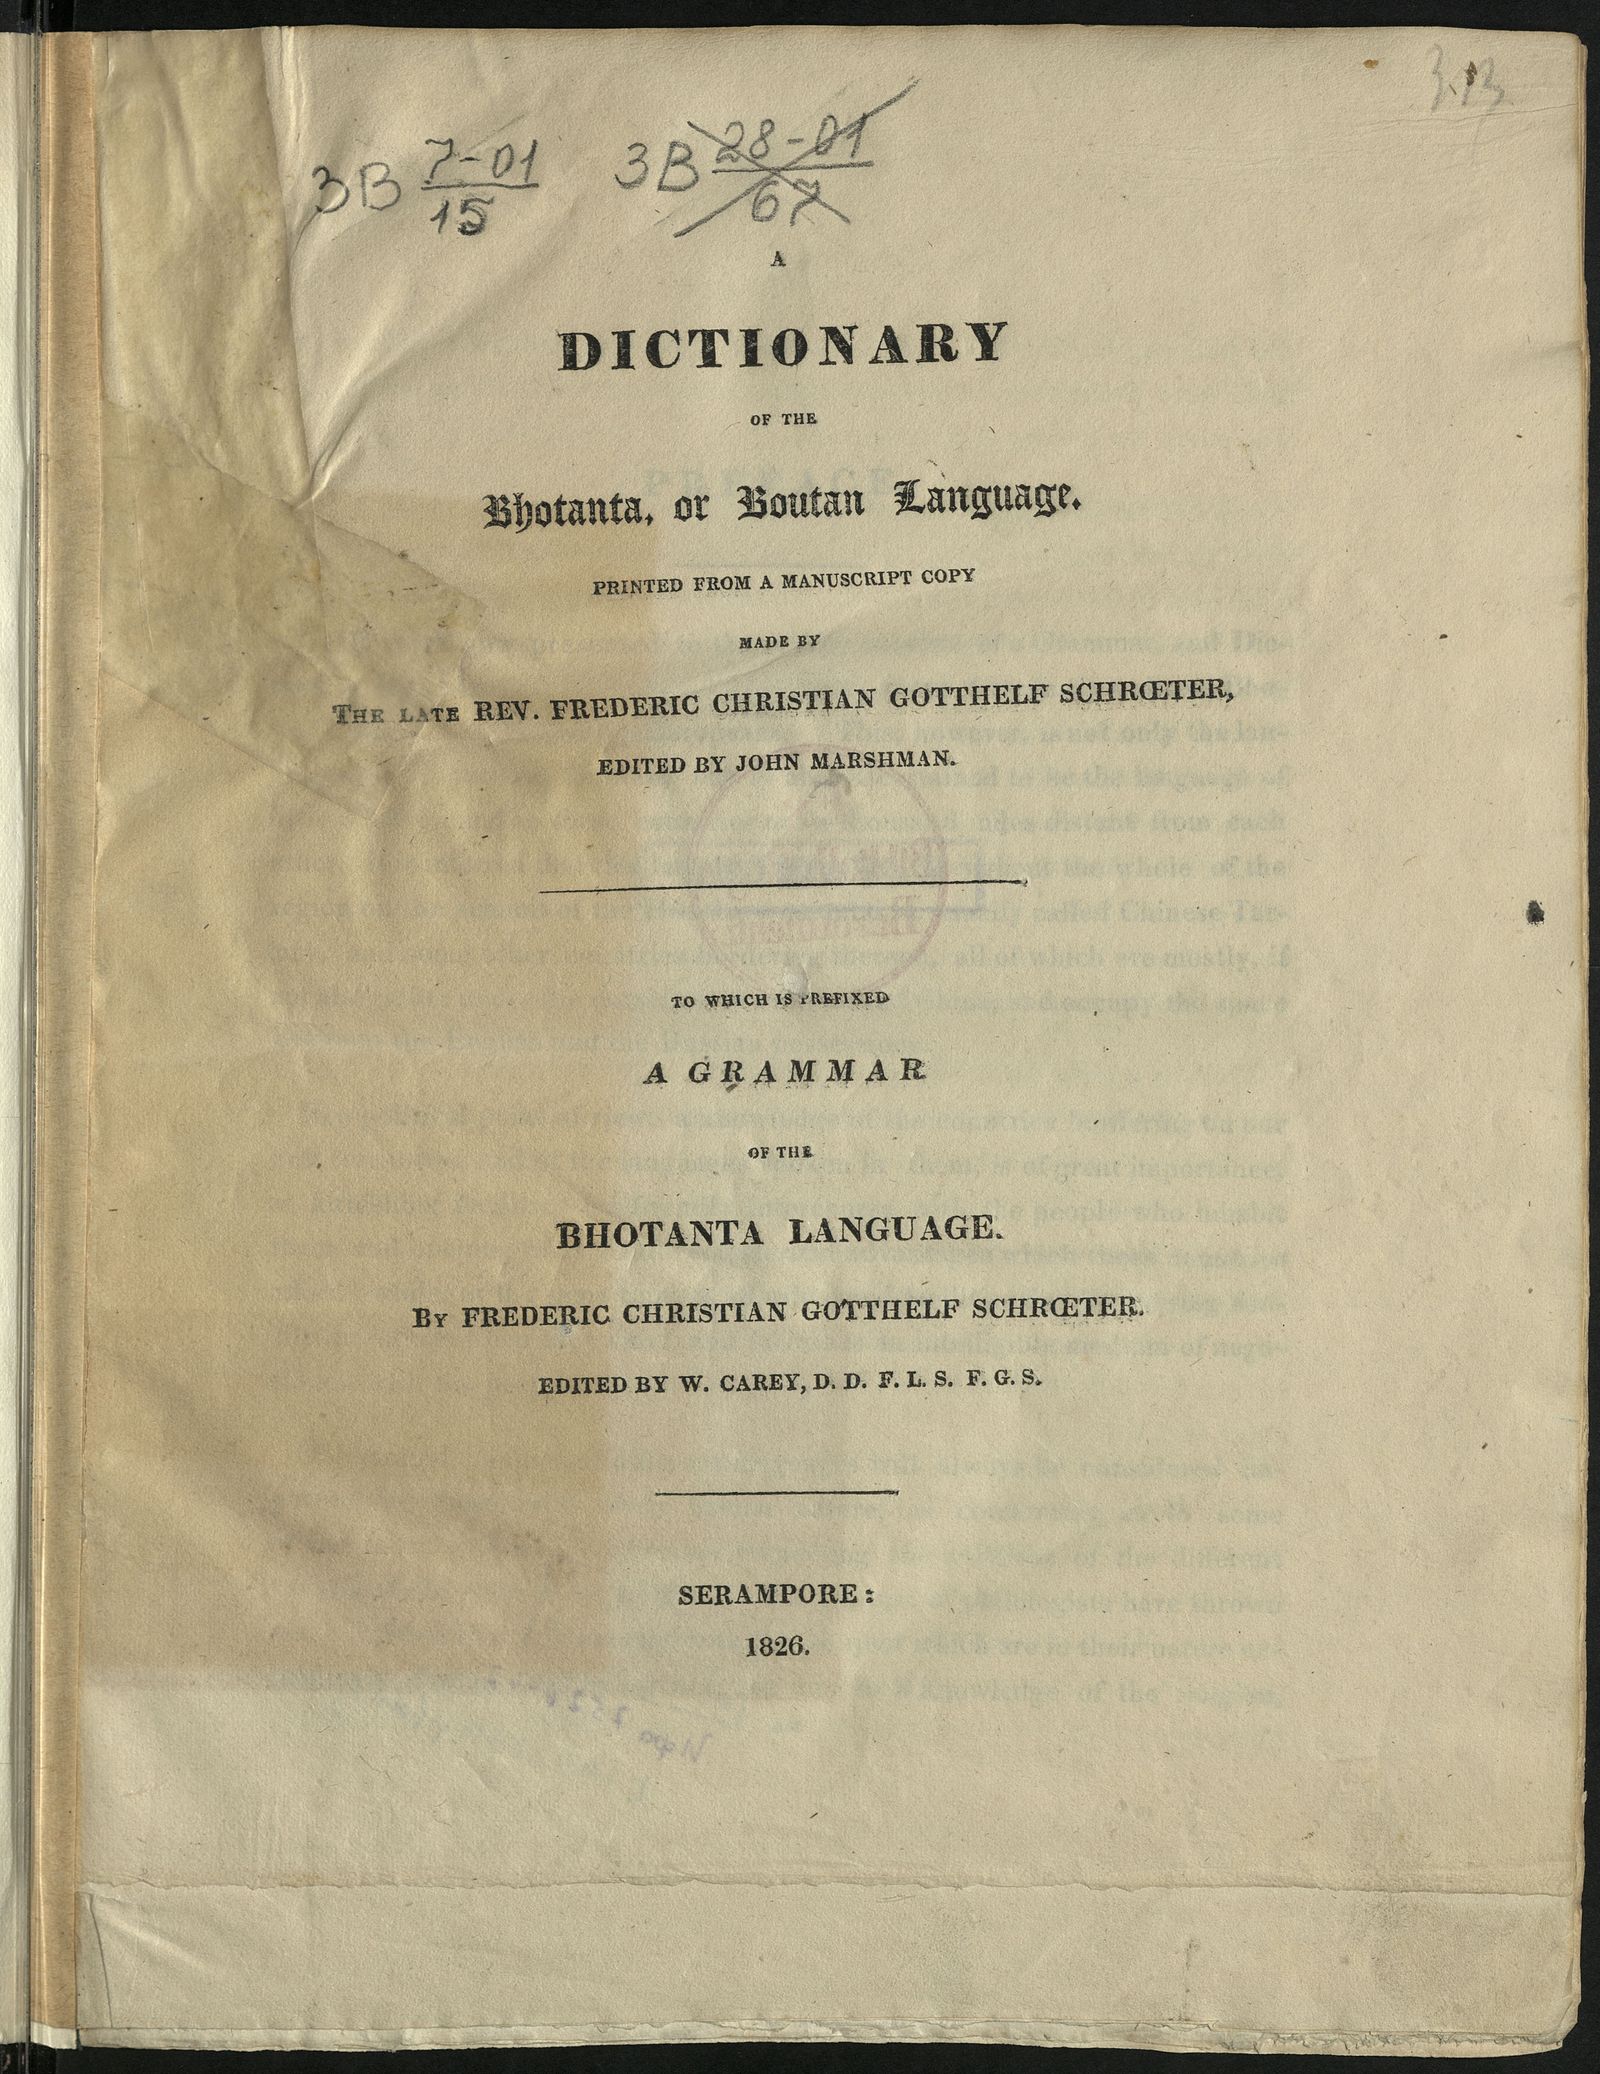 3B 7-01
15
3B 28-01
67
A
DICTIONARY
OF THE
Bhotanta, or Boutan Language.
PRINTED FROM A MANUSCRIPT COPY
MADE BY
THE LATE REV. FREDERIC CHRISTIAN GOTTHELF SCHRŒTER,
EDITED BY JOHN MARSHMAN.
TO WHICH IS PREFIXED
A GRAMMAR
OF THE
BHOTANTA LANGUAGE.
BY FREDERIC CHRISTIAN GOTTHELF SCHRŒTER.
EDITED BY W. CAREY, D. D. F. L. S. F. G. S.
SERAMPORE:
1826.